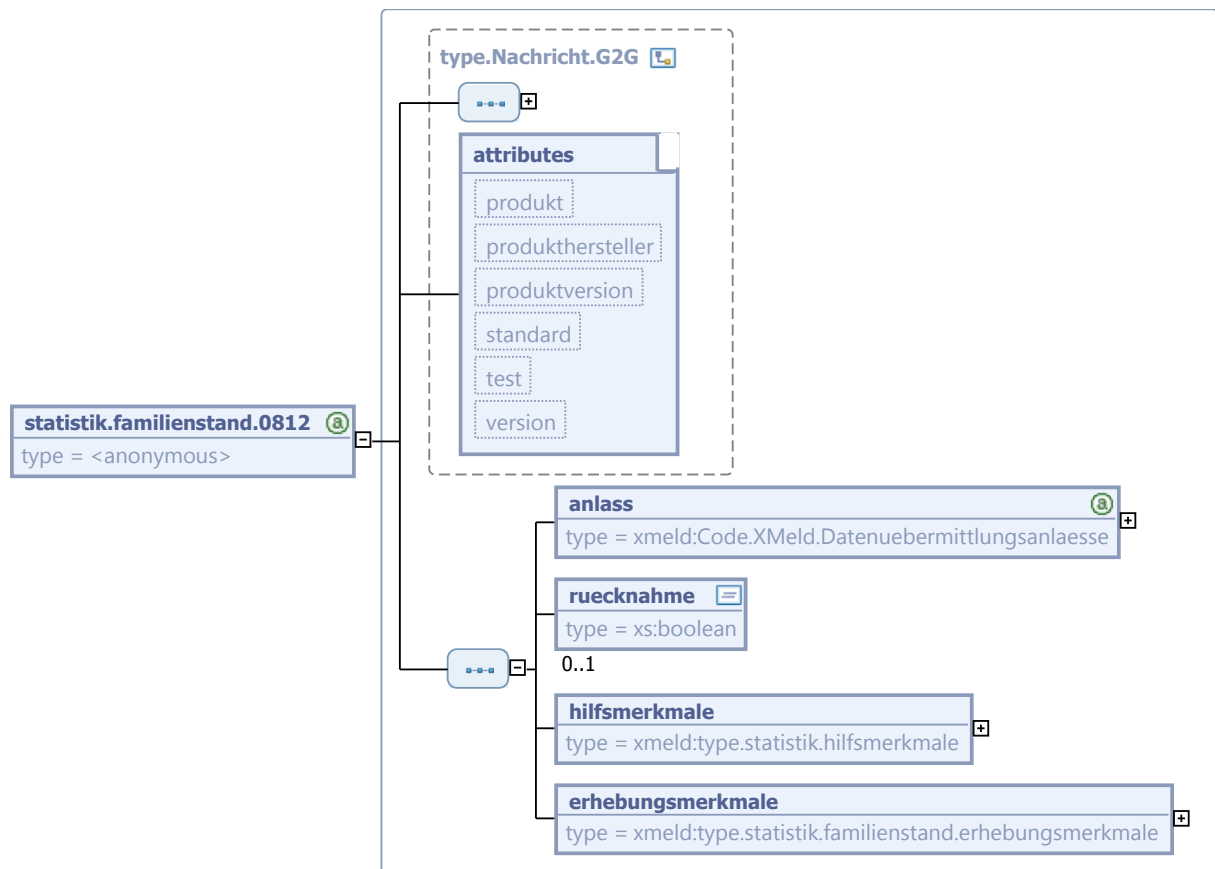 type.Nachricht.G2G
attributes
produkt
produkthersteller
produktversion
standard
test
version
statistik.familienstand.0812 a
type = <anonymous>
anlass a
type = xmeld:Code.XMeld.Datenuebermittlungsanlaesse
ruecknahme
type = xs:boolean
0..1
hilfsmerkmale
type = xmeld:type.statistik.hilfsmerkmale
erhebungsmerkmale
type = xmeld:type.statistik.familienstand.erhebungsmerkmale